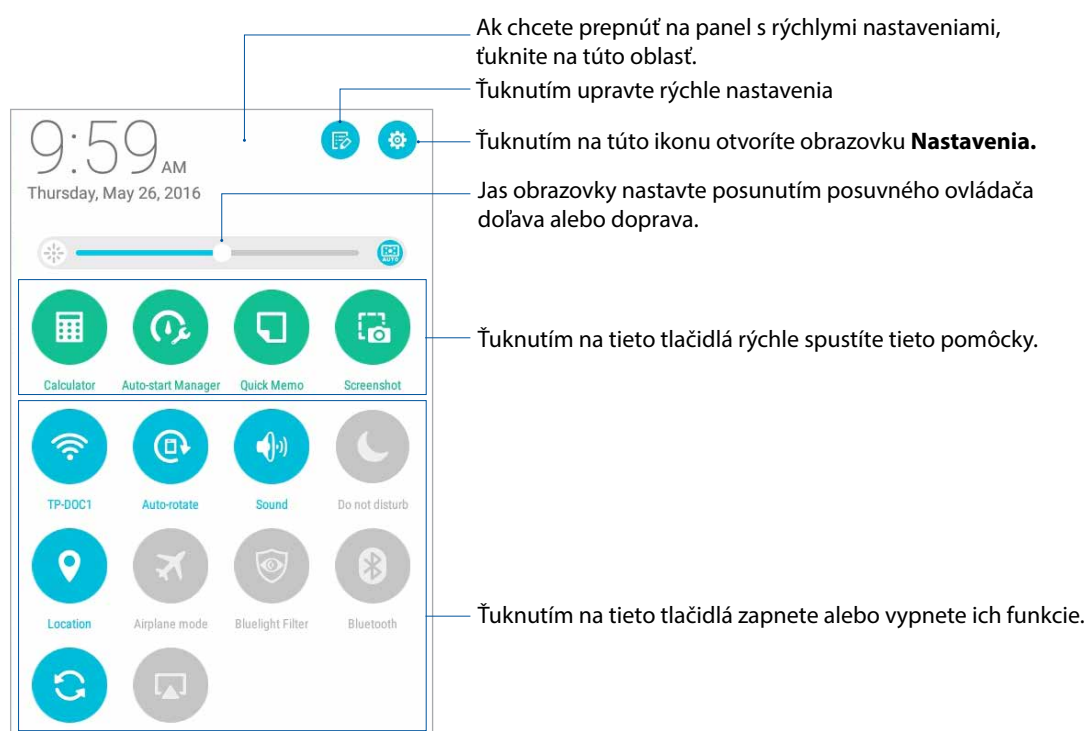 Ak chcete prepnúť na panel s rýchlymi nastaveniami,
ťuknite na túto oblasť.
Ťuknutím upravte rýchle nastavenia
9:59 AM
Ťuknutím na túto ikonu otvoríte obrazovku Nastavenia.
Thursday, May 26, 2016
Jas obrazovky nastavte posunutím posuvného ovládača
doľava alebo doprava.
AUTO
Ťuknutím na tieto tlačidlá rýchle spustíte tieto pomôcky.
Calculator Auto-start Manager Quick Memo Screenshot
TP-DOC1 Auto-rotate Sound Do not disturb
Ťuknutím na tieto tlačidlá zapnete alebo vypnete ich funkcie.
Location Airplane mode Bluelight Filter Bluetooth